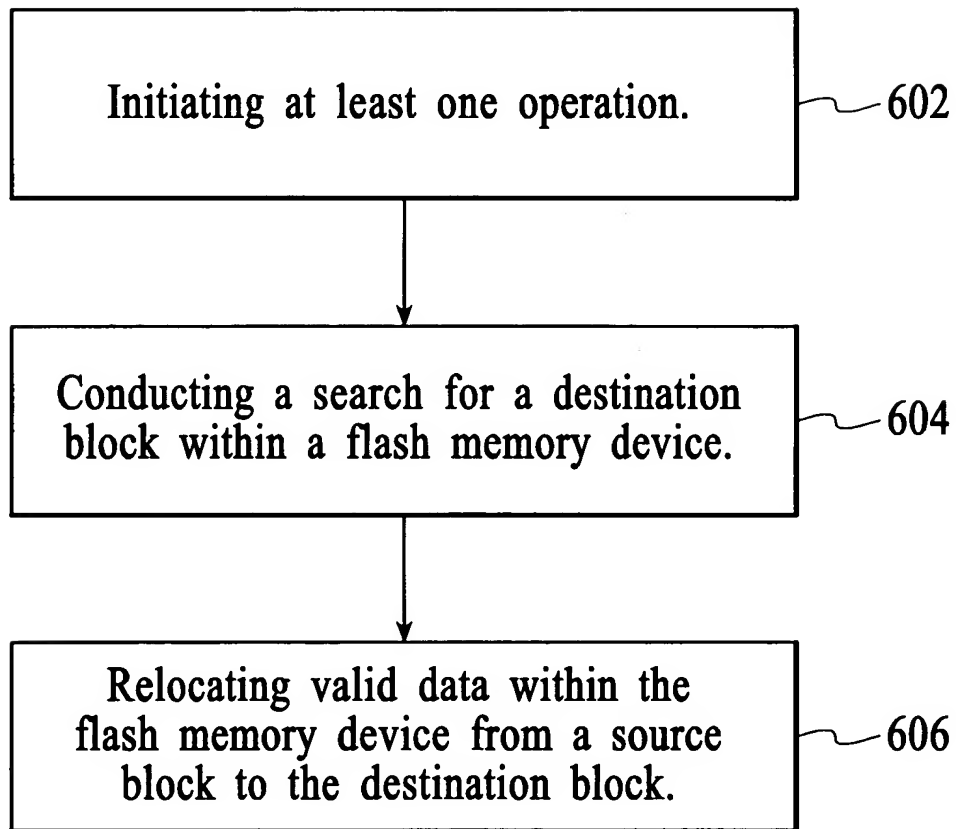 Initiating at least one operation.
602
Conducting a search for a destination
block within a flash memory device.
604
Relocating valid data within the
flash memory device from a source
block to the destination block.
606